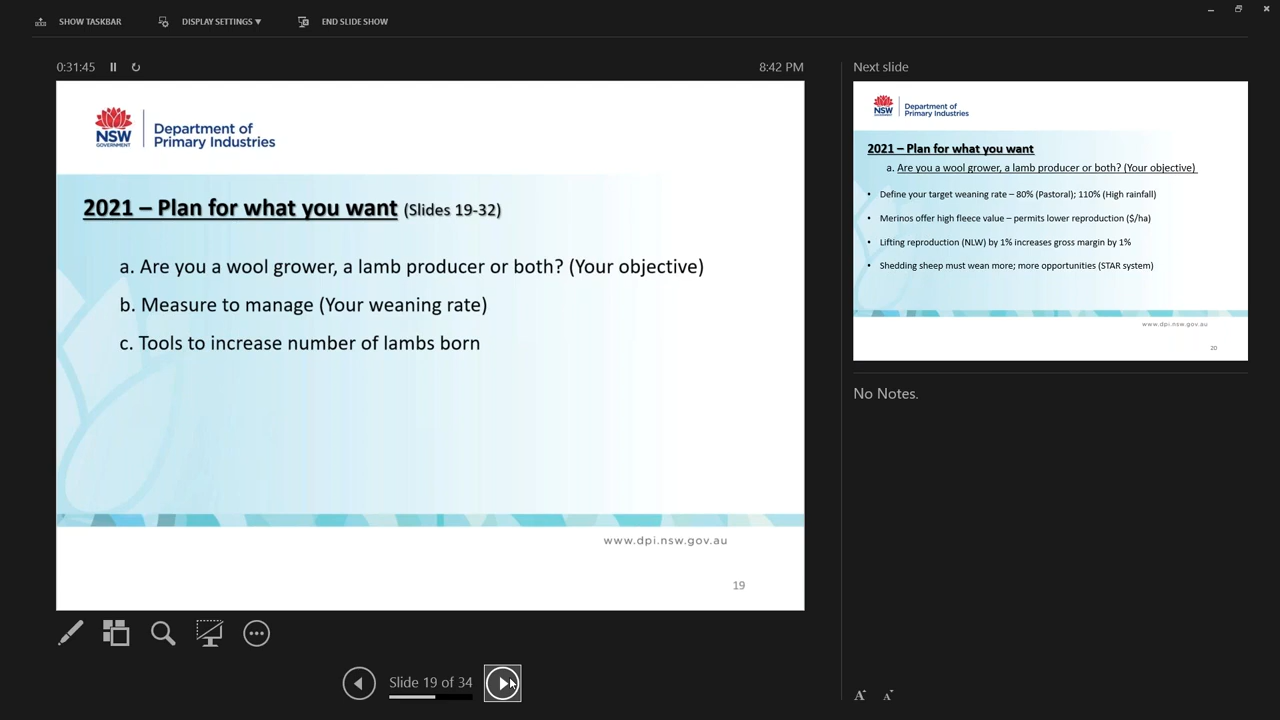 SHOW TASKBAR
DISPLAY SETTINGS ▼
END SLIDE SHOW
0:31:45
8:42 PM
NSW
GOVERNMENT
Department of
Primary Industries
2021 – Plan for what you want (Slides 19-32)
a. Are you a wool grower, a lamb producer or both? (Your objective)
b. Measure to manage (Your weaning rate)
c. Tools to increase number of lambs born
www.dpi.nsw.gov.au
19
Slide 19 of 34
Next slide
NSW
GOVERNMENT
Department of
Primary Industries
2021 – Plan for what you want
a. Are you a wool grower, a lamb producer or both? (Your objective)
• Define your target weaning rate – 80% (Pastoral); 110% (High rainfall)
• Merinos offer high fleece value – permits lower reproduction ($/ha)
• Lifting reproduction (NLW) by 1% increases gross margin by 1%
• Shedding sheep must wean more; more opportunities (STAR system)
www.dpi.nsw.gov.au
20
No Notes.
A A